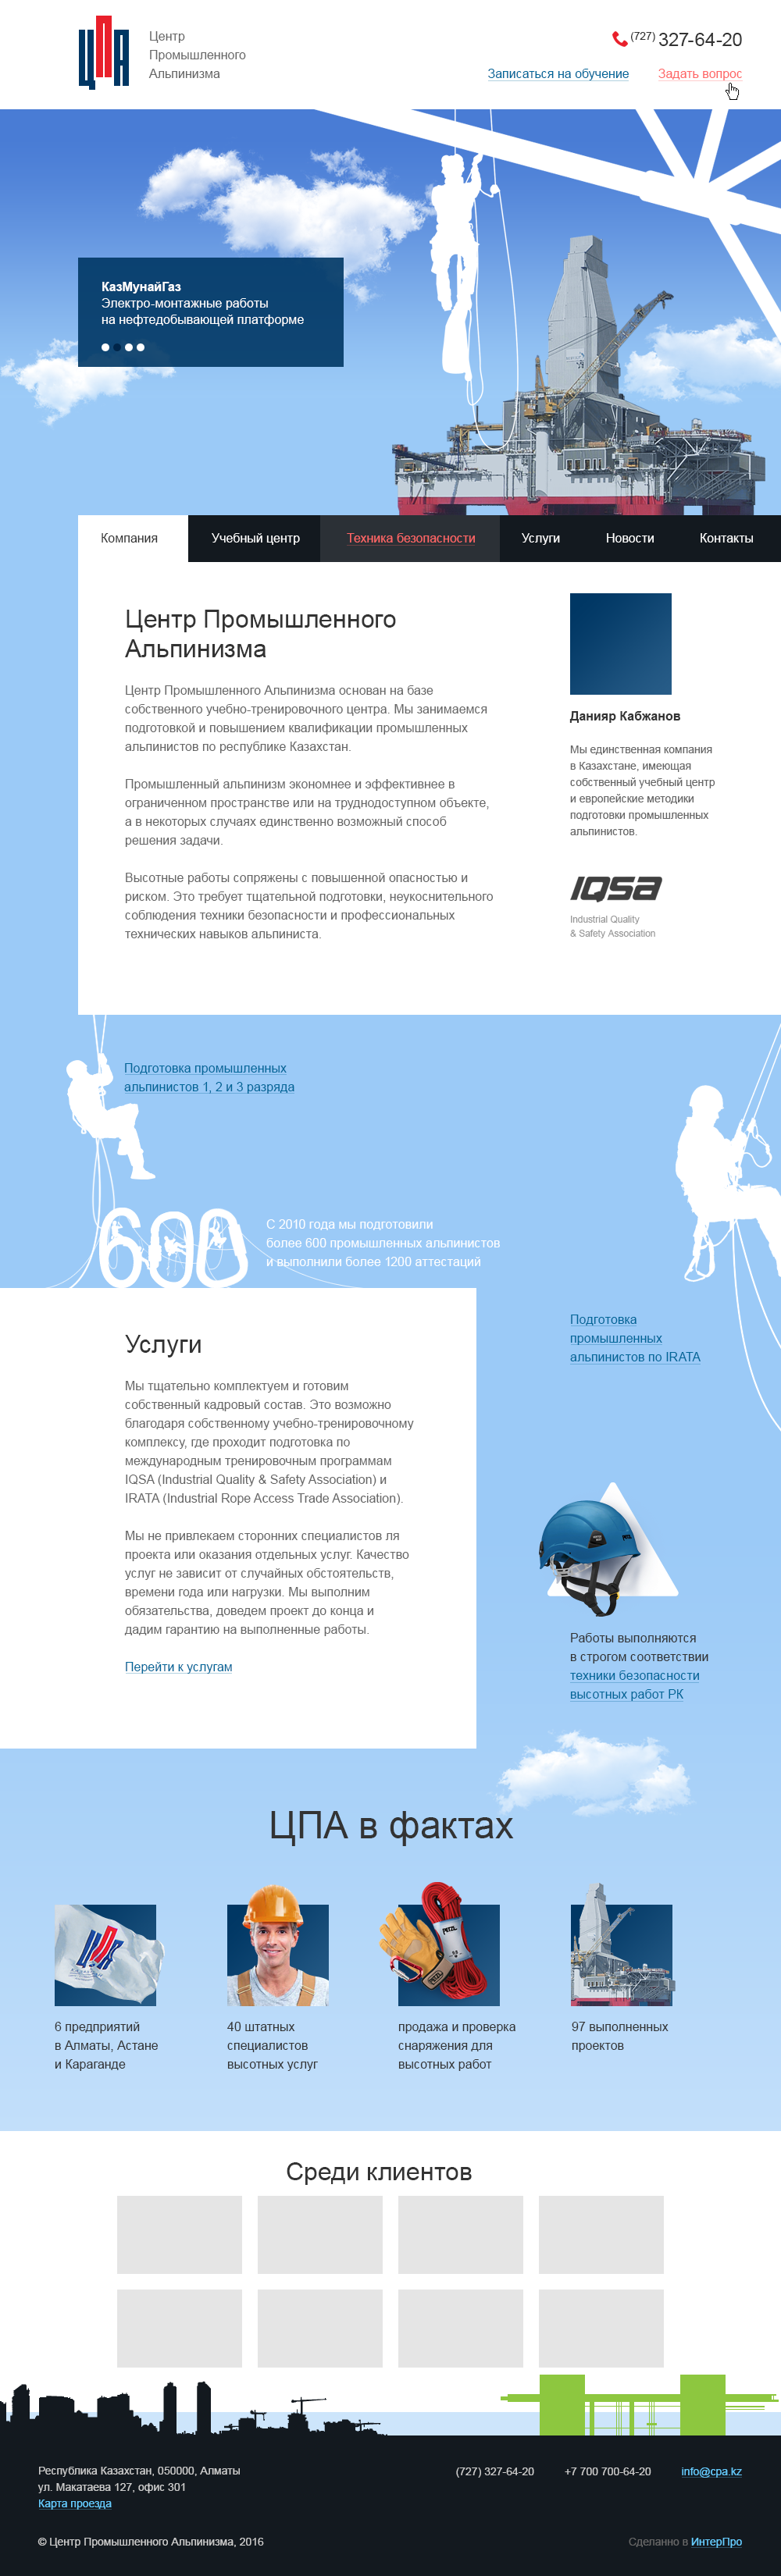 ЦПА
Центр
Промышленного
Альпинизма
(727) 327-64-20
Записаться на обучение
Задать вопрос
КазМунайГаз
Электро-монтажные работы
на нефтедобывающей платформе
Компания
Учебный центр
Техника безопасности
Услуги
Новости
Контакты
Центр Промышленного
Альпинизма
Центр Промышленного Альпинизма основан на базе
собственного учебно-тренировочного центра. Мы занимаемся
подготовкой и повышением квалификации промышленных
альпинистов по республике Казахстан.
Промышленный альпинизм экономнее и эффективнее в
ограниченном пространстве или на труднодоступном объекте,
а в некоторых случаях единственно возможный способ
решения задачи.
Высотные работы сопряжены с повышенной опасностью и
риском. Это требует тщательной подготовки, неукоснительного
соблюдения техники безопасности и профессиональных
технических навыков альпиниста.
Данияр Кабжанов
Мы единственная компания
в Казахстане, имеющая
собственный учебный центр
и европейские методики
подготовки промышленных
альпинистов.
IQSA
Industrial Quality
& Safety Association
Подготовка промышленных
альпинистов 1, 2 и 3 разряда
600
С 2010 года мы подготовили
более 600 промышленных альпинистов
и выполнили более 1200 аттестаций
Подготовка
промышленных
альпинистов по IRATA
Услуги
Мы тщательно комплектуем и готовим
собственный кадровый состав. Это возможно
благодаря собственному учебно-тренировочному
комплексу, где проходит подготовка по
международным тренировочным программам
IQSA (Industrial Quality & Safety Association) и
IRATA (Industrial Rope Access Trade Association).
Мы не привлекаем сторонних специалистов ля
проекта или оказания отдельных услуг. Качество
услуг не зависит от случайных обстоятельств,
времени года или нагрузки. Мы выполним
обязательства, доведем проект до конца и
дадим гарантию на выполненные работы.
Перейти к услугам
Работы выполняются
в строгом соответствии
техники безопасности
высотных работ РК
ЦПА в фактах
PETZL
PETZL
6 предприятий
в Алматы, Астане
и Караганде
40 штатных
специалистов
высотных услуг
продажа и проверка
снаряжения для
высотных работ
97 выполненных
проектов
Среди клиентов
Республика Казахстан, 050000, Алматы
ул. Макатаева 127, офис 301
Карта проезда
(727) 327-64-20
+7 700 700-64-20
info@cpa.kz
© Центр Промышленного Альпинизма, 2016
Сделанно в ИнтерПро